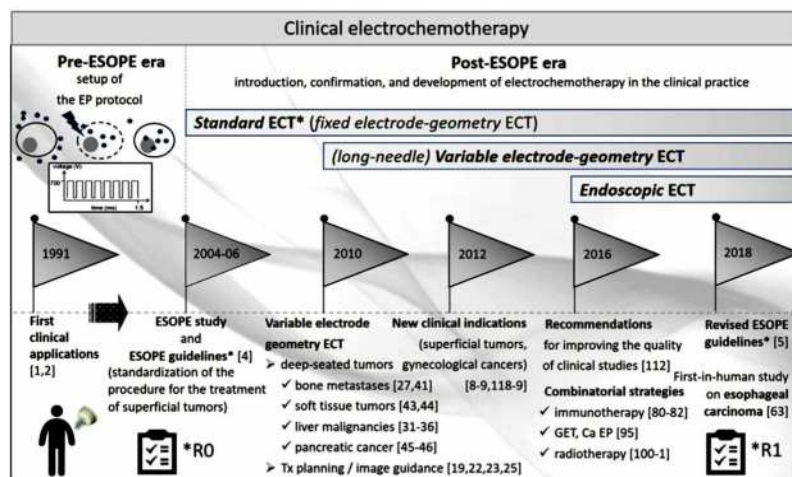 Clinical electrochemotherapy
Pre-ESOPE era
setup of
the EP protocol
voltage (V)
time (ms)
Post-ESOPE era
introduction, confirmation, and development of electrochemotherapy in the clinical practice
Standard ECT* (fixed electrode-geometry ECT)
(long-needle) Variable electrode-geometry ECT
Endoscopic ECT
1991
2004-06
2010
2012
2016
2018
First
clinical
applications
[1,2]
ESOPE study
and
ESOPE guidelines* [4]
(standardization of the
procedure for the treatment
of superficial tumors)
*R0
Variable electrode
geometry ECT
➢ deep-seated tumors
✓ bone metastases [27,41]
✓ soft tissue tumors [43,44]
✓ liver malignancies [31-36]
✓ pancreatic cancer [45-46]
➢ Tx planning / image guidance [19,22,23,25]
New clinical indications
(superficial tumors,
gynecological cancers)
[8-9,118-9]
Recommendations
for improving the quality
of clinical studies [112]
Combinatorial strategies
✓ immunotherapy [80-82]
✓ GET, Ca EP [95]
✓ radiotherapy [100-1]
Revised ESOPE
guidelines* [5]
First-in-human study
on esophageal
carcinoma [63]
*R1